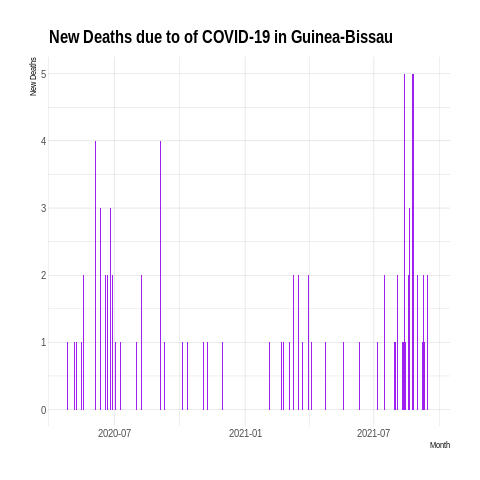 New Deaths due to of COVID-19 in Guinea-Bissau
New Deaths
5
4
3
2
1
0
2020-07 2021-01 2021-07
Month